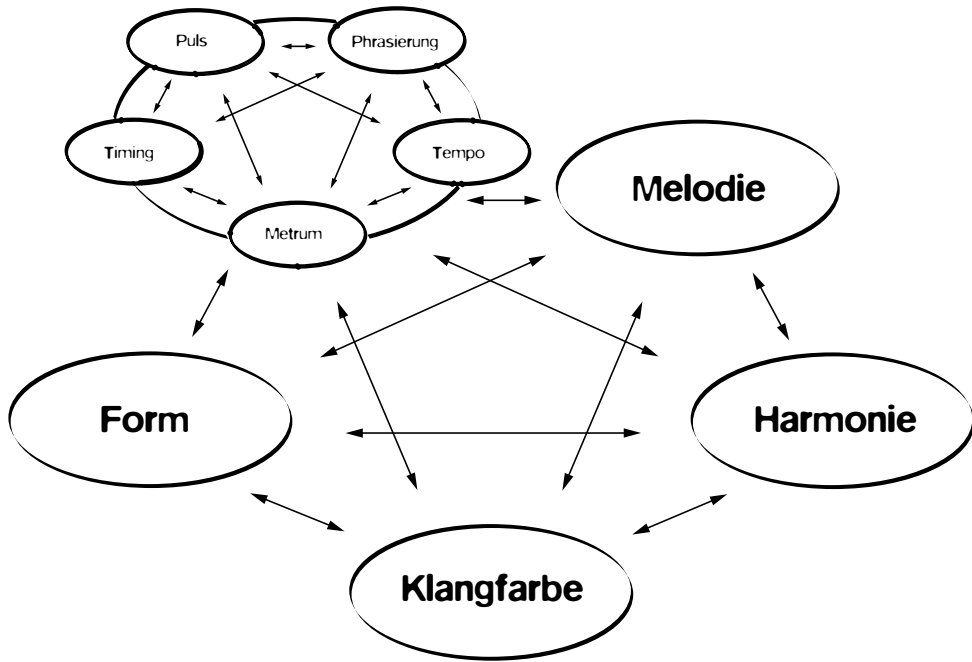 Puls
Phrasierung
Timing
Tempo
Melodie
Metrum
Form
Harmonie
Klangfarbe